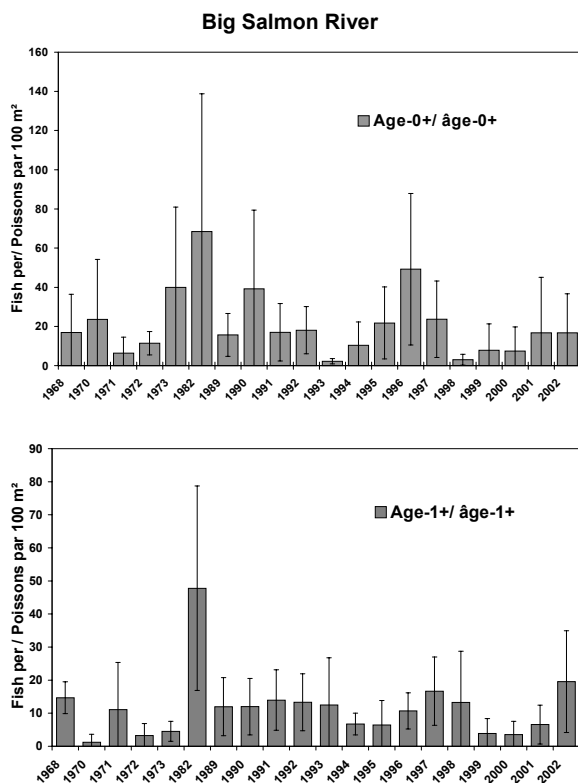 Big Salmon River
160
140
120
100
80
60
40
20
0
Fish per/ Poissons par 100 m²
Age-0+/ âge-0+
1968 1970 1971 1972 1973 1982 1989 1990 1991 1992 1993 1994 1995 1996 1997 1998 1999 2000 2001 2002
90
80
70
60
50
40
30
20
10
0
Fish per / Poissons par 100 m²
Age-1+/ âge-1+
1968 1970 1971 1972 1973 1982 1989 1990 1991 1992 1993 1994 1995 1996 1997 1998 1999 2000 2001 2002